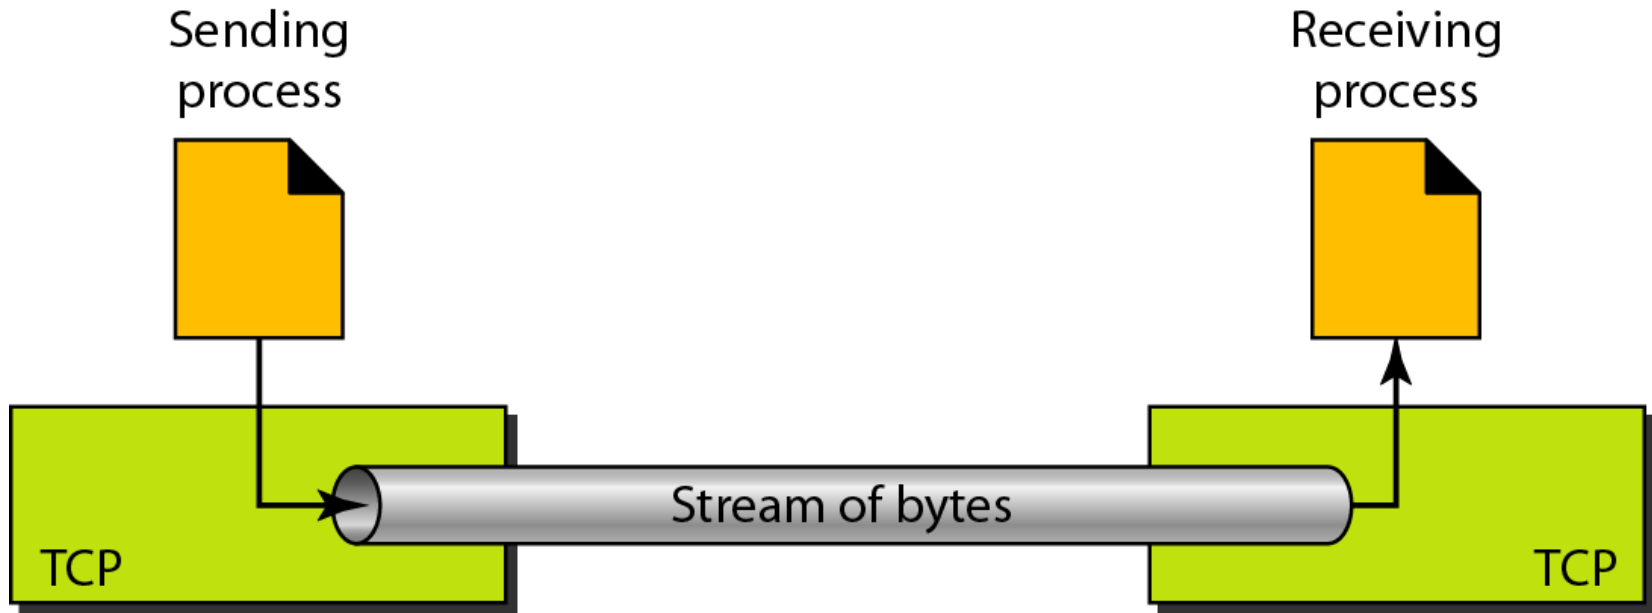 Sending
process
Receiving
process
Stream of bytes
TCP
TCP